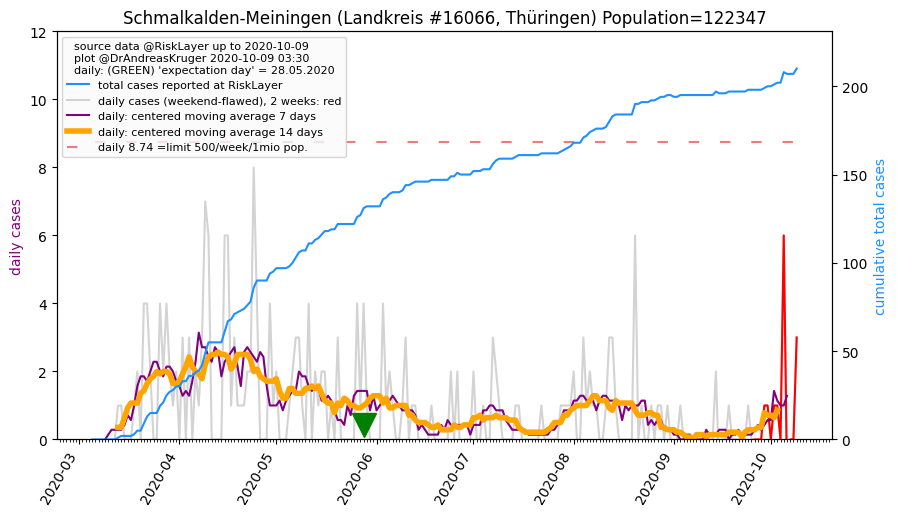 Schmalkalden-Meiningen (Landkreis #16066, Thüringen) Population=122347
source data @RiskLayer up to 2020-10-09
plot @DrAndreasKruger 2020-10-09 03:30
daily: (GREEN) 'expectation day' = 28.05.2020
total cases reported at RiskLayer
daily cases (weekend-flawed), 2 weeks: red
daily: centered moving average 7 days
daily: centered moving average 14 days
daily 8.74 =limit 500/week/1mio pop.
daily cases
12
10
8
6
4
2
0
cumulative total cases
200
150
100
50
0
2020-03
2020-04
2020-05
2020-06
2020-07
2020-08
2020-09
2020-10